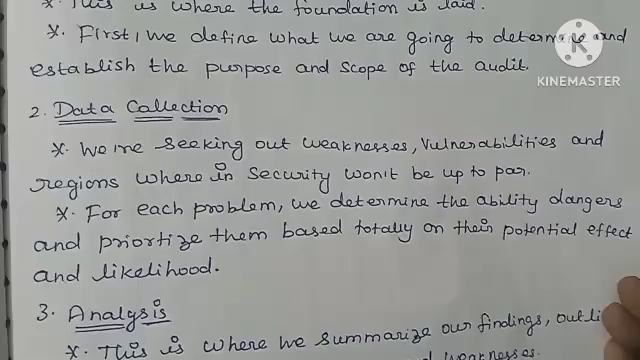 X. This is where the foundation is laid.
X. First, we define what we are going to determine and
establish the purpose and scope of the audit.
2. Data Collection
X. We're seeking out weaknesses, vulnerabilities and
regions where in security won't be up to par.
X. For each problem, we determine the ability dangers
and priortize them based totally on their potential effect
and likelihood.
3. Analysis
X. This is where we summarize our findings, outli
weaknesses.
KINEMASTER